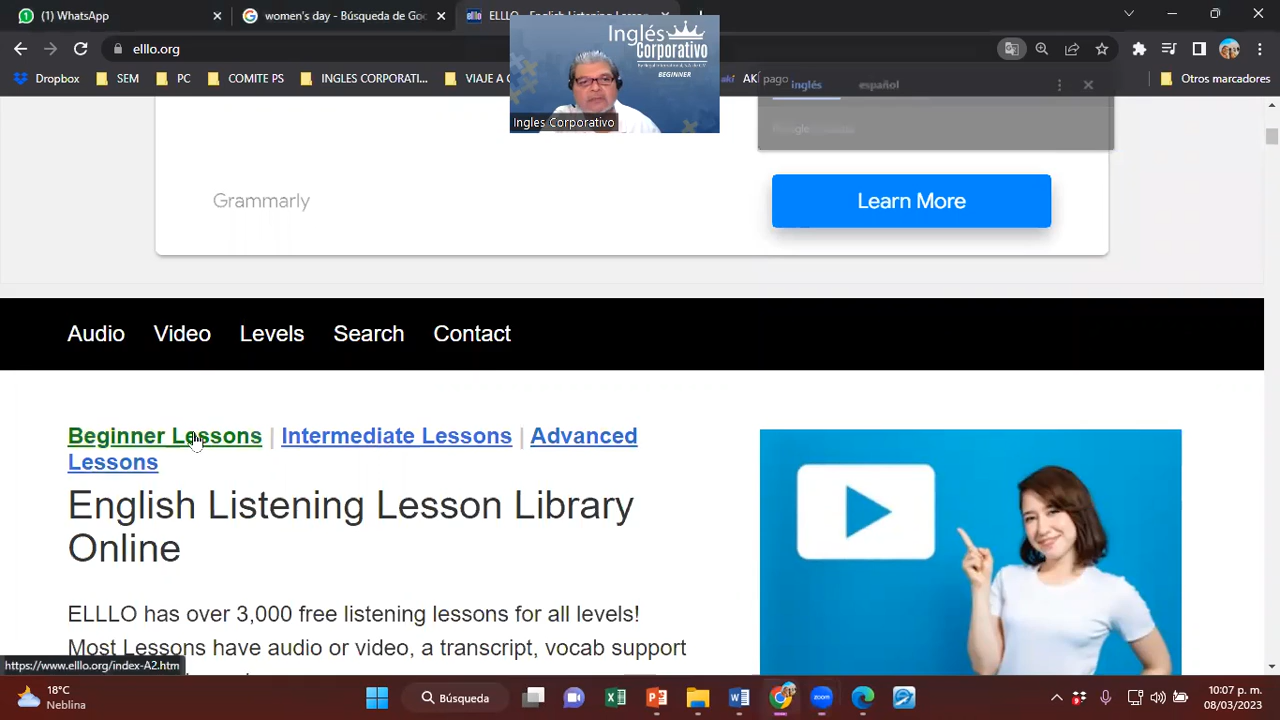 (1) WhatsApp
women's day - Búsqueda de Goo
ELLLO - English Listening Lesson
elllo.org
Dropbox
SEM
PC
COMITE PS
INGLES CORPORATI...
VIAJE A
pago
Otros marcadores
Inglés
Corporativo
BEGINNER
Ingles Corporativo
inglés
español
Grammarly
Learn More
Audio
Video
Levels
Search
Contact
Beginner Lessons | Intermediate Lessons | Advanced
Lessons
English Listening Lesson Library
Online
ELLLO has over 3,000 free listening lessons for all levels!
Most Lessons have audio or video, a transcript, vocab support
https://www.elllo.org/index-A2.htm
18°C
Neblina
Búsqueda
10:07 p. m.
08/03/2023